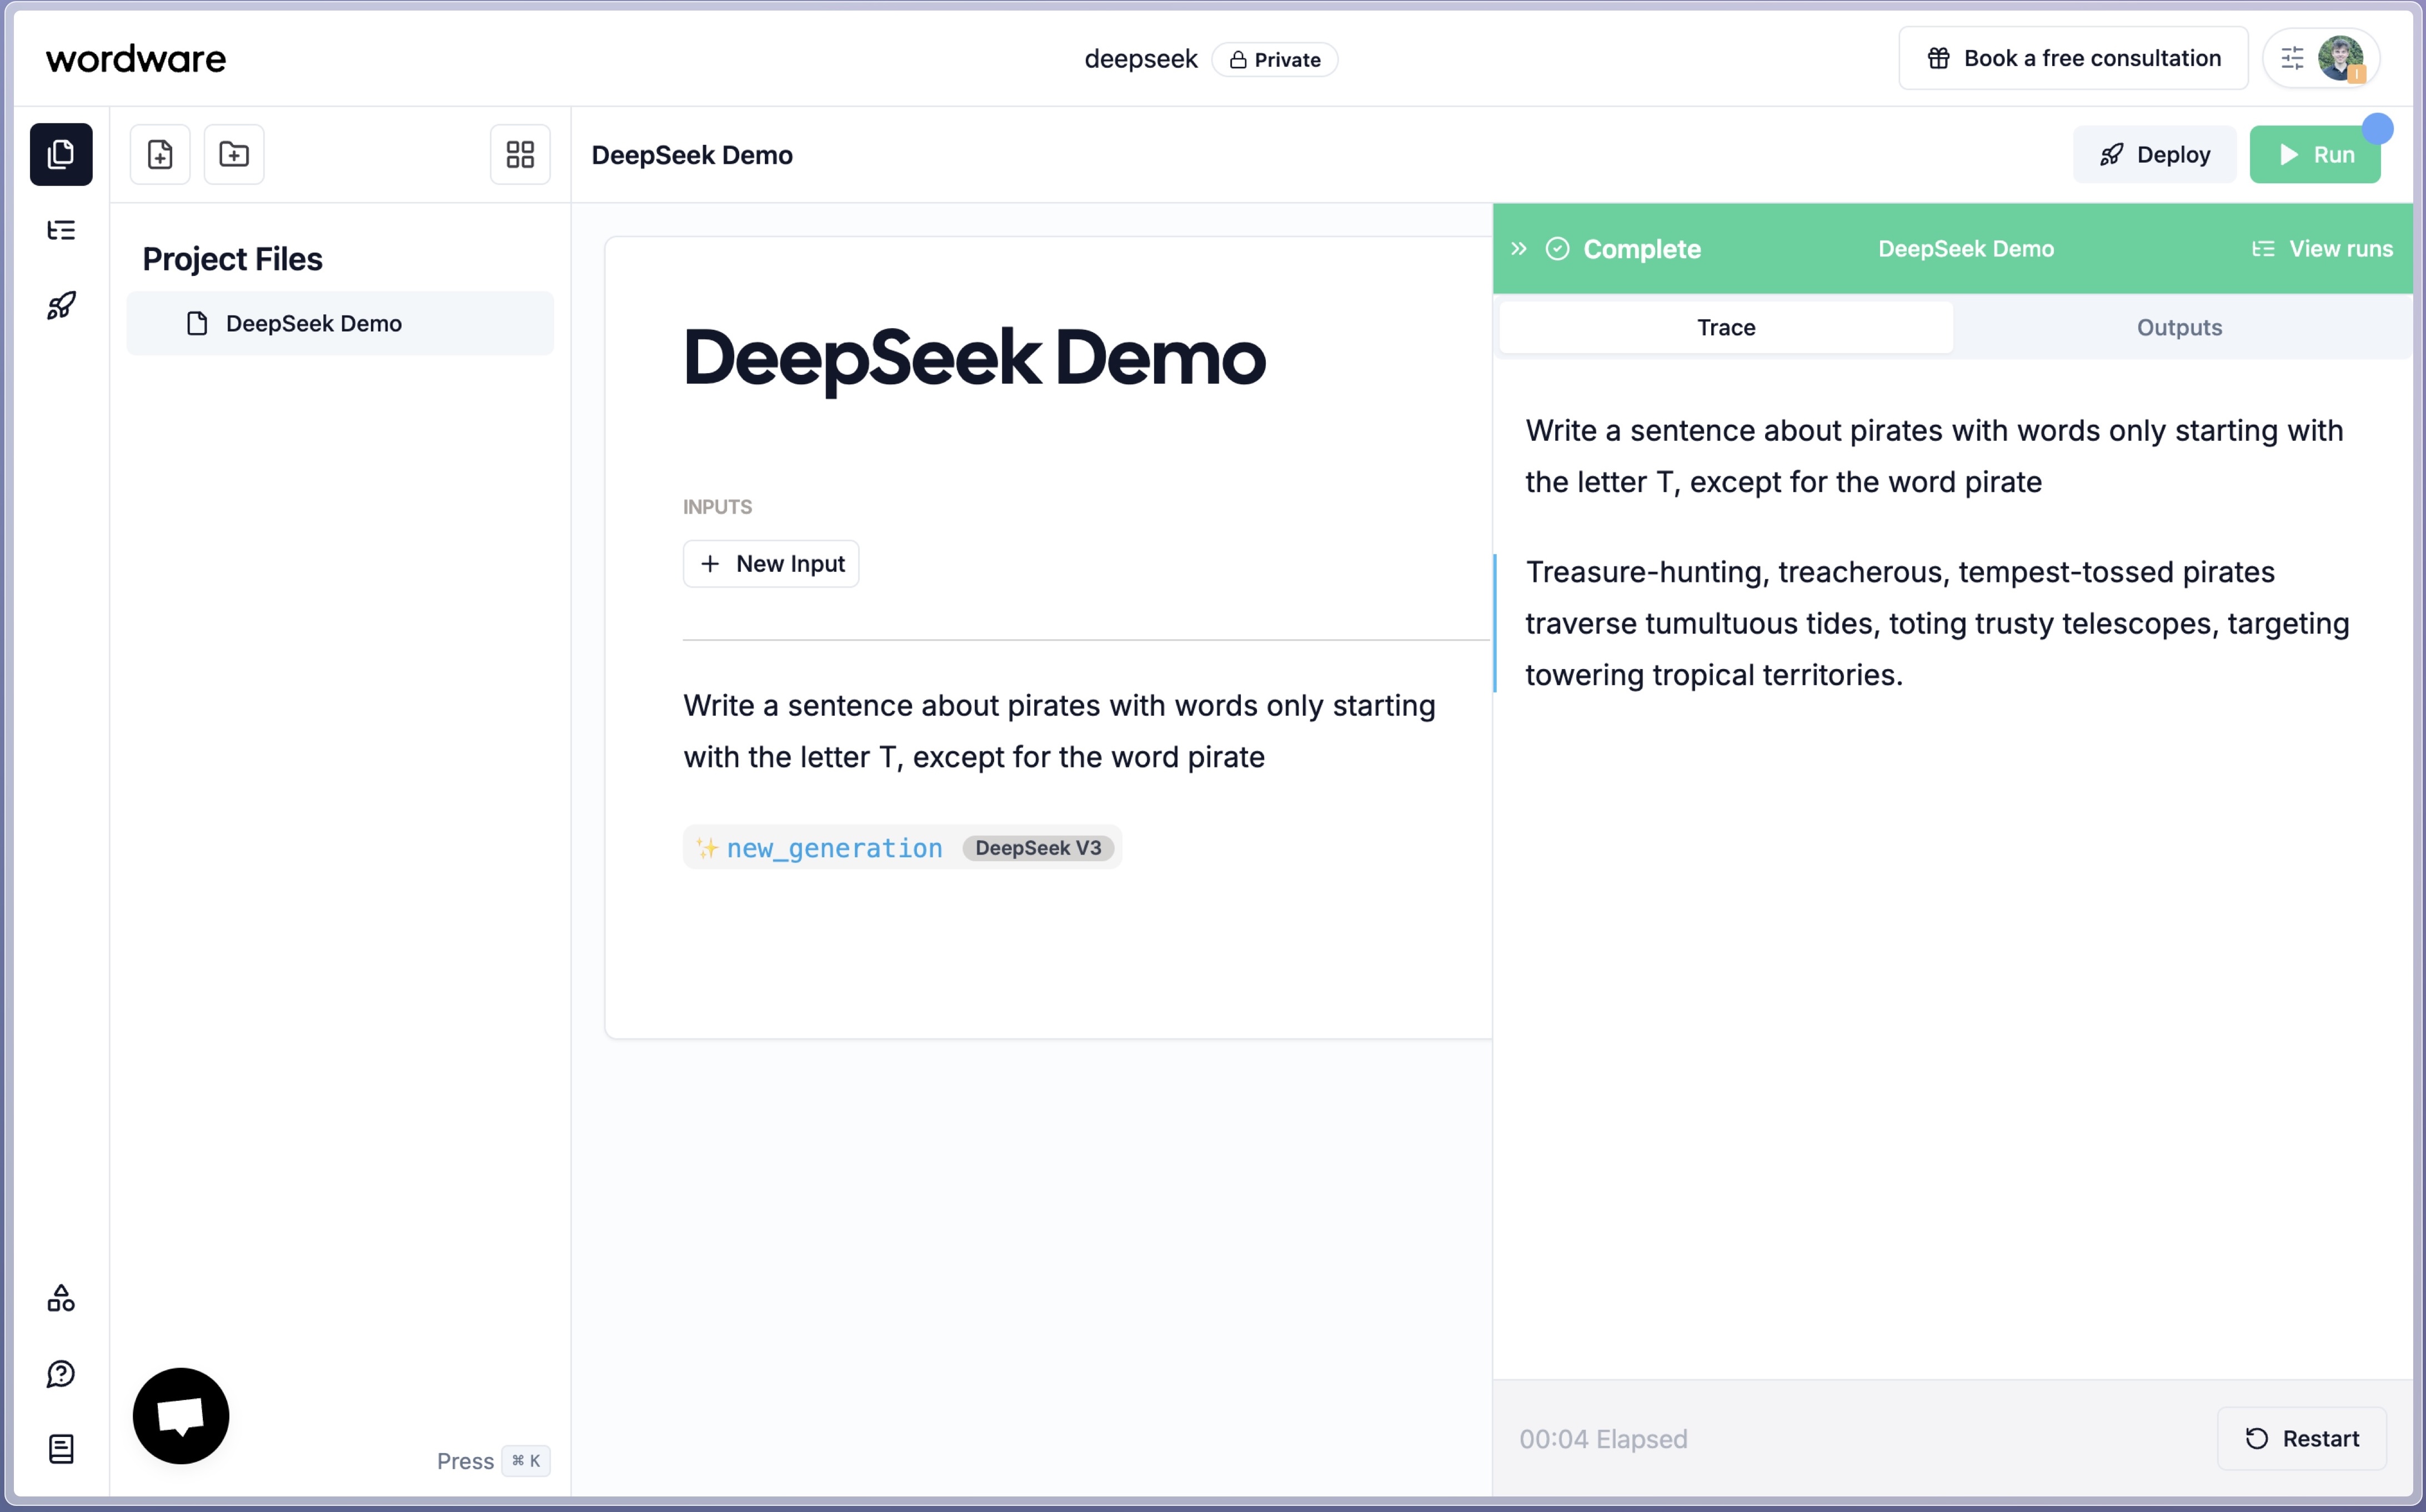 wordware
deepseek
Private
Book a free consultation
I
DeepSeek Demo
Deploy
Run
Project Files
DeepSeek Demo
Press ⌘ K
DeepSeek Demo
INPUTS
+ New Input
Write a sentence about pirates with words only starting
with the letter T, except for the word pirate
new_generation DeepSeek V3
Complete
DeepSeek Demo
View runs
Trace
Outputs
Write a sentence about pirates with words only starting with
the letter T, except for the word pirate
Treasure-hunting, treacherous, tempest-tossed pirates
traverse tumultuous tides, toting trusty telescopes, targeting
towering tropical territories.
00:04 Elapsed
Restart